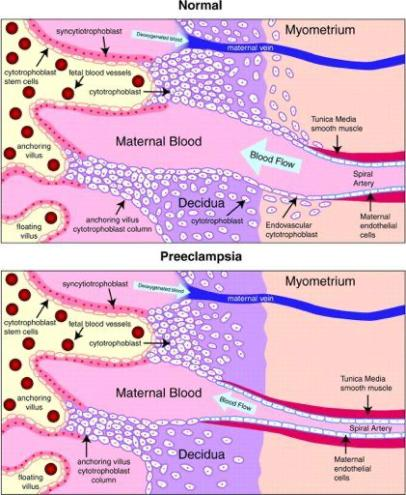 Normal
syncytiotrophoblast
Deoxygenated blood
maternal vein
Myometrium
cytotrophoblast
stem cells
fetal blood vessels
cytotrophoblast
Tunica Media
smooth muscle
Maternal Blood
anchoring
villus
Blood Flow
Spiral
Artery
Decidua
anchoring villus
cytotrophoblast column
cytotrophoblast
floating
villus
Endovascular
cytotrophoblast
Maternal
endothelial
cells
Preeclampsia
syncytiotrophoblast
Deoxygenated blood
maternal vein
Myometrium
cytotrophoblast
stem cells
fetal blood vessels
cytotrophoblast
Tunica Media
smooth muscle
Maternal Blood
anchoring
villus
Blood Flow
Spiral Artery
Decidua
anchoring villus
cytotrophoblast
column
Maternal
endothelial
cells
floating
villus